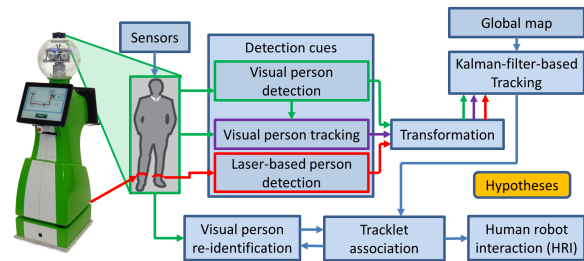 Sensors
Detection cues
Visual person
detection
Visual person tracking
Laser-based person
detection
Global map
Kalman-filter-based
Tracking
Transformation
Hypotheses
Visual person
re-identification
Tracklet
association
Human robot
interaction (HRI)